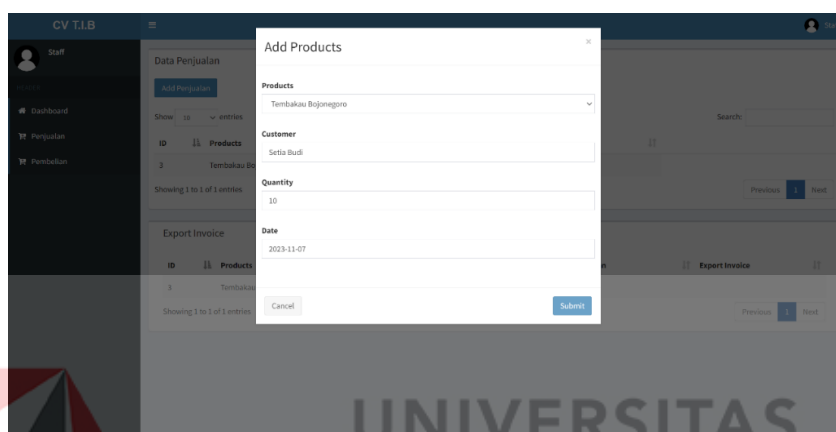 CV T.I.B
Staff
Dashboard
Penjualan
Pembelian
Data Penjualan
Add Penjualan
Show 10 entries
Search:
ID Products
3 Tembakau Bo
Showing 1 to 1 of 1 entries
Previous 1 Next
Export Invoice
ID Products Export Invoice
3 Tembakau
Showing 1 to 1 of 1 entries
Previous 1 Next
Add Products
×
Products
Tembakau Bojonegoro
Customer
Setia Budi
Quantity
10
Date
2023-11-07
Cancel
Submit
UNIVERSITAS